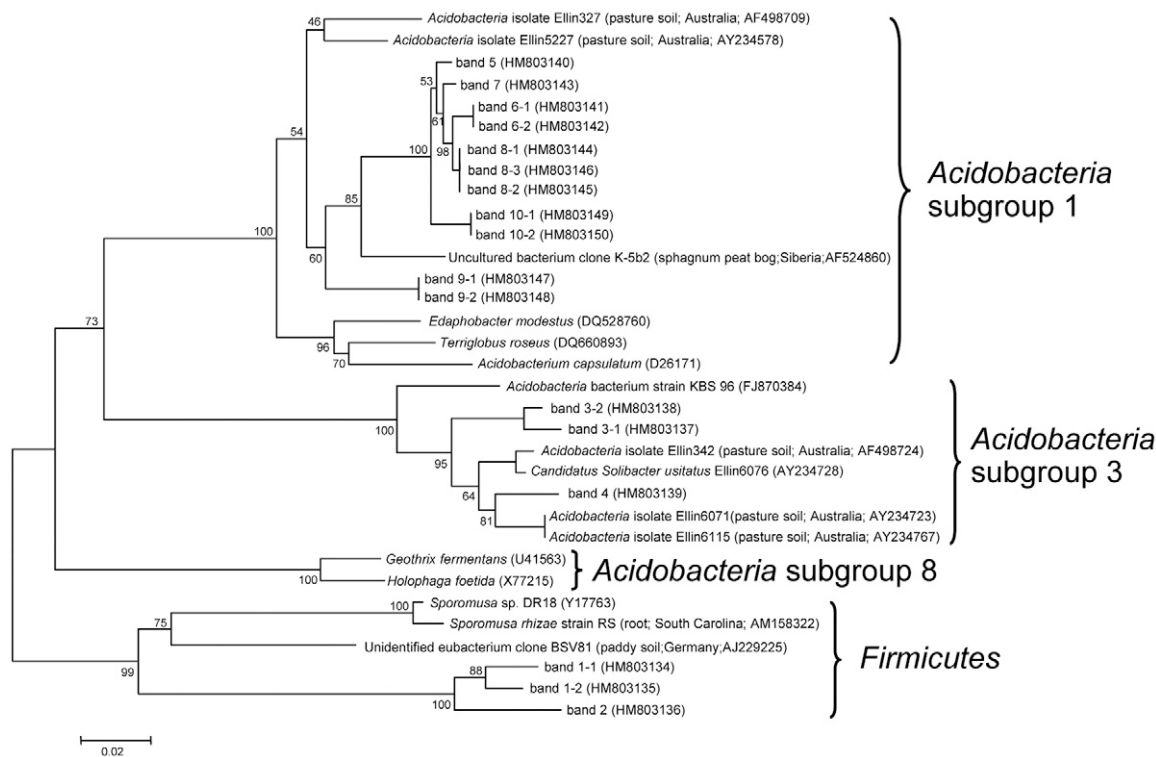 46
Acidobacteria isolate Ellin327 (pasture soil; Australia; AF498709)
Acidobacteria isolate Ellin5227 (pasture soil; Australia; AY234578)
band 5 (HM803140)
53
band 7 (HM803143)
band 6-1 (HM803141)
61
band 6-2 (HM803142)
54
100
98
band 8-1 (HM803144)
band 8-3 (HM803146)
band 8-2 (HM803145)
Acidobacteria
subgroup 1
85
band 10-1 (HM803149)
band 10-2 (HM803150)
100
60
Uncultured bacterium clone K-5b2 (sphagnum peat bog;Siberia;AF524860)
band 9-1 (HM803147)
band 9-2 (HM803148)
73
Edaphobacter modestus (DQ528760)
96
Terriglobus roseus (DQ660893)
70
Acidobacterium capsulatum (D26171)
Acidobacteria bacterium strain KBS 96 (FJ870384)
band 3-2 (HM803138)
100
band 3-1 (HM803137)
95
Acidobacteria isolate Ellin342 (pasture soil; Australia; AF498724)
Candidatus Solibacter usitatus Ellin6076 (AY234728)
Acidobacteria
subgroup 3
64
band 4 (HM803139)
81
Acidobacteria isolate Ellin6071(pasture soil; Australia; AY234723)
Acidobacteria isolate Ellin6115 (pasture soil; Australia; AY234767)
Geothrix fermentans (U41563)
100
Holophaga foetida (X77215)
Acidobacteria subgroup 8
100
Sporomusa sp. DR18 (Y17763)
75
Sporomusa rhizae strain RS (root; South Carolina; AM158322)
Unidentified eubacterium clone BSV81 (paddy soil;Germany;AJ229225)
Firmicutes
99
88
band 1-1 (HM803134)
band 1-2 (HM803135)
100
band 2 (HM803136)
0.02